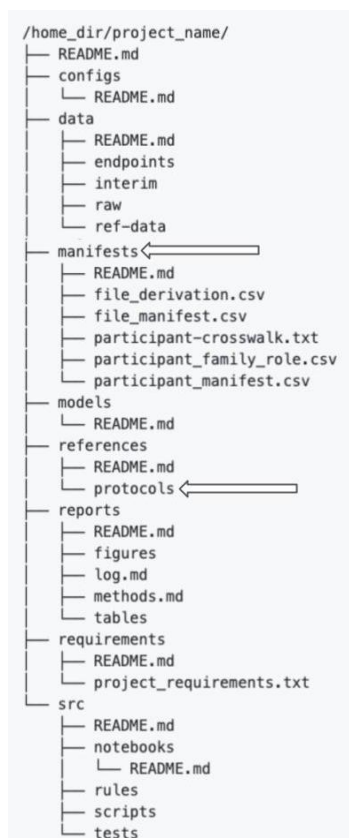 /home_dir/project_name/
├── README.md
├── configs
│   └── README.md
├── data
│   ├── README.md
│   ├── endpoints
│   ├── interim
│   ├── raw
│   └── ref-data
├── manifests
│   ├── README.md
│   ├── file_derivation.csv
│   ├── file_manifest.csv
│   ├── participant-crosswalk.txt
│   ├── participant_family_role.csv
│   └── participant_manifest.csv
├── models
│   └── README.md
├── references
│   ├── README.md
│   └── protocols
├── reports
│   ├── README.md
│   ├── figures
│   ├── log.md
│   ├── methods.md
│   └── tables
├── requirements
│   ├── README.md
│   └── project_requirements.txt
└── src
    ├── README.md
    ├── notebooks
    │   └── README.md
    ├── rules
    ├── scripts
    └── tests